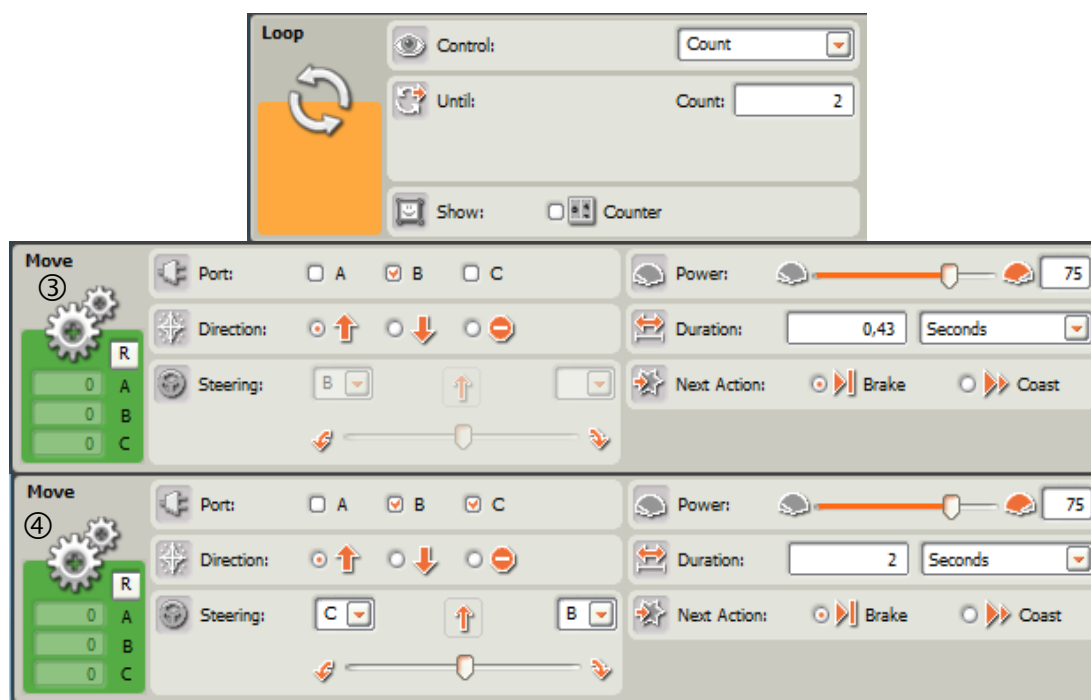 Loop
Control: Count
Until: Count: 2
Show: Counter
Move
③
Port: A B C
Power: 75
Direction:
Duration: 0,43 Seconds
R
Steering: B
Next Action: Brake Coast
0 A
0 B
0 C
Move
④
Port: A B C
Power: 75
Direction:
Duration: 2 Seconds
R
Steering: C B
Next Action: Brake Coast
0 A
0 B
0 C